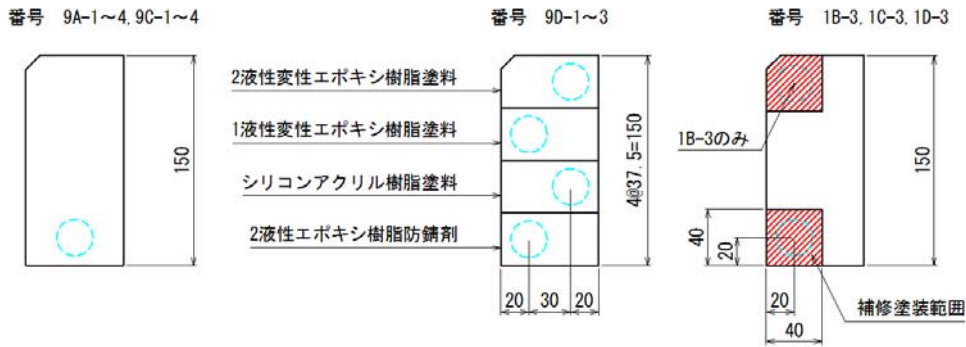 番号 9A-1～4, 9C-1～4
番号 9D-1～3
番号 1B-3, 1C-3, 1D-3
2液性変性エポキシ樹脂塗料
1液性変性エポキシ樹脂塗料
シリコンアクリル樹脂塗料
2液性エポキシ樹脂防錆剤
150
4@37.5=150
20
30
20
1B-3のみ
150
40
20
20
40
補修塗装範囲